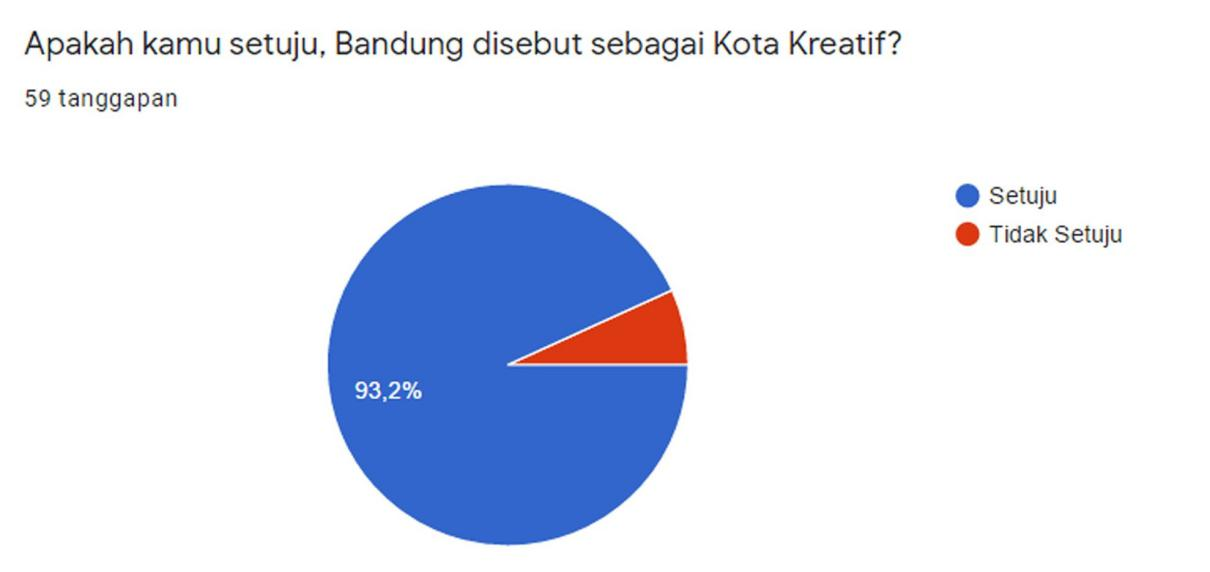 Apakah kamu setuju, Bandung disebut sebagai Kota Kreatif?
59 tanggapan
Setuju
Tidak Setuju
93,2%